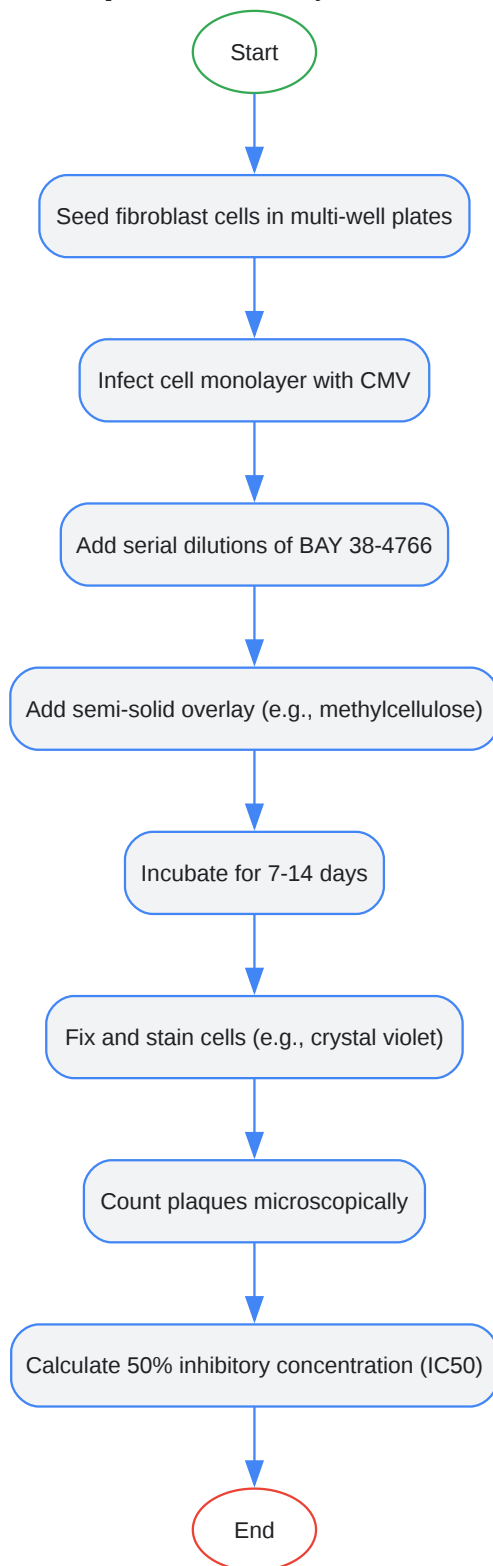 Start
Seed fibroblast cells in multi-well plates
Infect cell monolayer with CMV
Add serial dilutions of BAY 38-4766
Add semi-solid overlay (e.g., methylcellulose)
Incubate for 7-14 days
Fix and stain cells (e.g., crystal violet)
Count plaques microscopically
Calculate 50% inhibitory concentration (IC50)
End